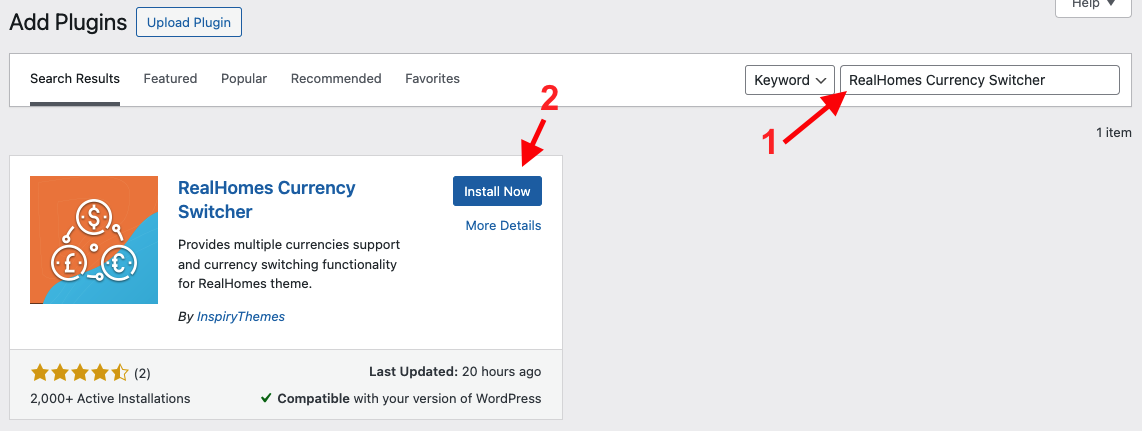 Add Plugins Upload Plugin Help
Search Results Featured Popular Recommended Favorites Keyword RealHomes Currency Switcher
2
1
1 item
RealHomes Currency
Switcher
Install Now
More Details
Provides multiple currencies support
and currency switching functionality
for RealHomes theme.
By InspiryThemes
(2) Last Updated: 20 hours ago
2,000+ Active Installations Compatible with your version of WordPress